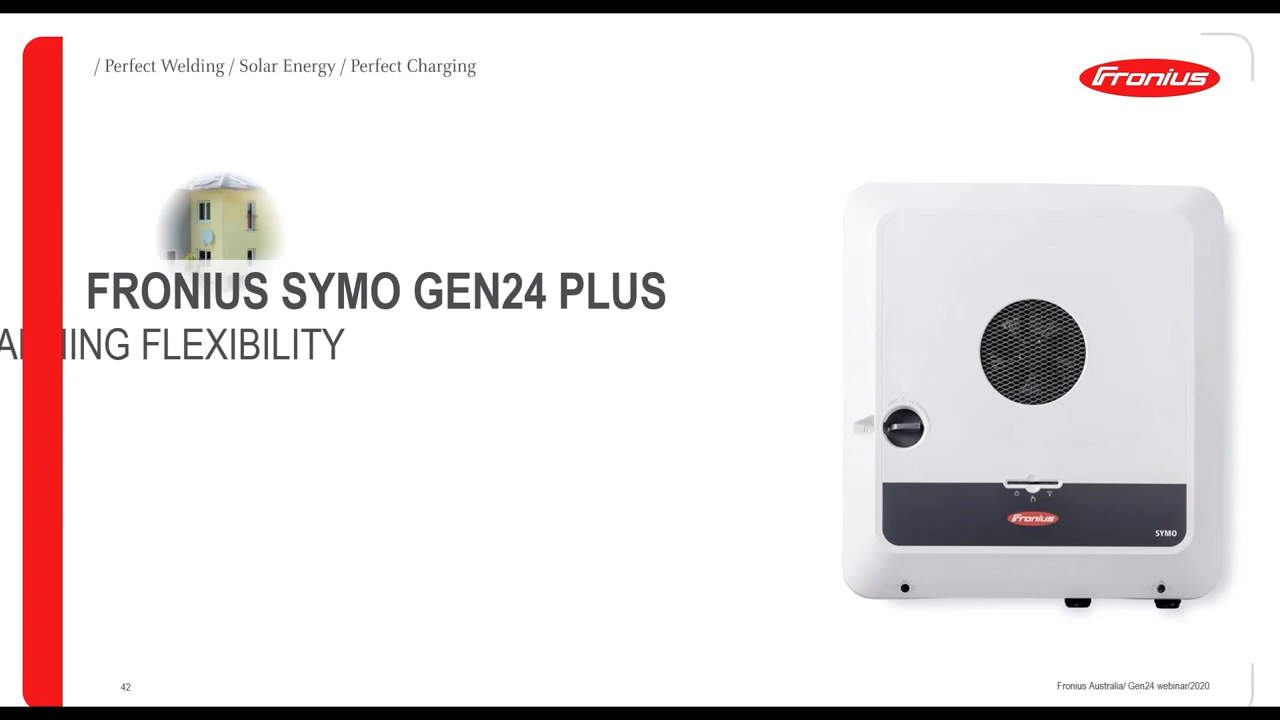 / Perfect Welding / Solar Energy / Perfect Charging
Fronius
FRONIUS SYMO GEN24 PLUS
FLEXIBILITY
Fronius
SYMO
42
Fronius Australia/ Gen24 webinar/2020